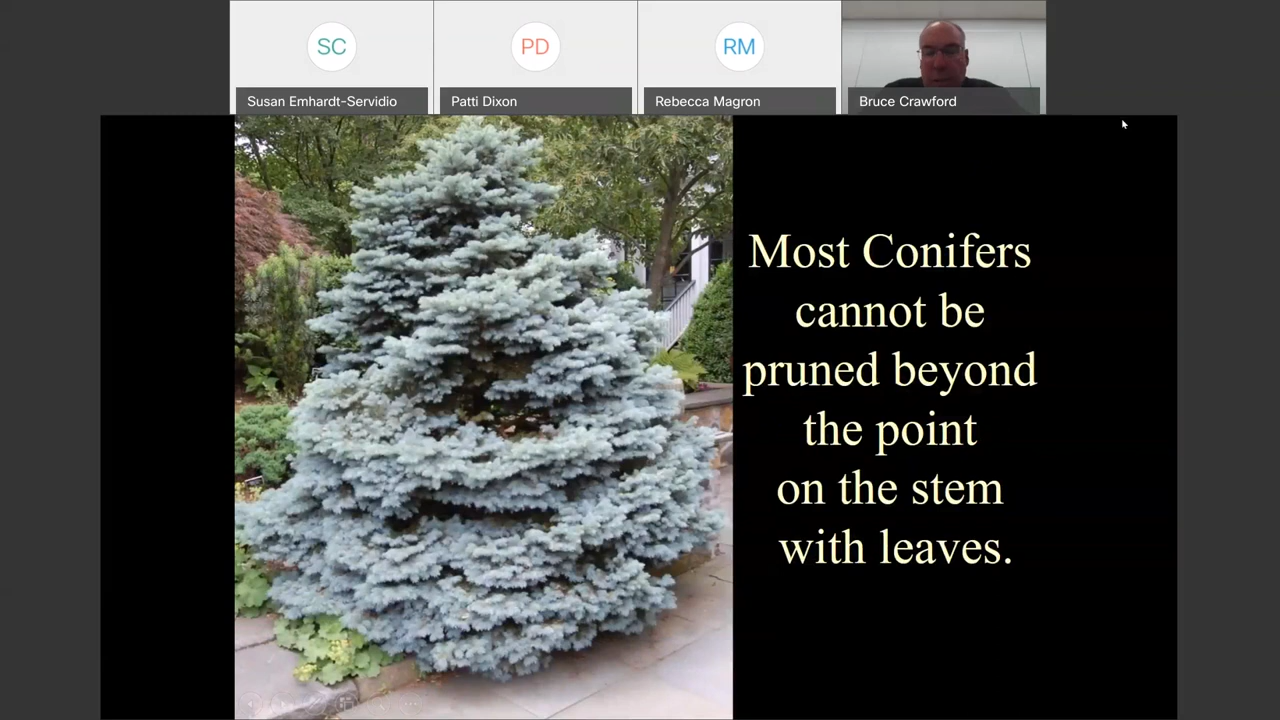 SC
PD
RM
Susan Emhardt-Servidio
Patti Dixon
Rebecca Magron
Bruce Crawford
Most Conifers
cannot be
pruned beyond
the point
on the stem
with leaves.